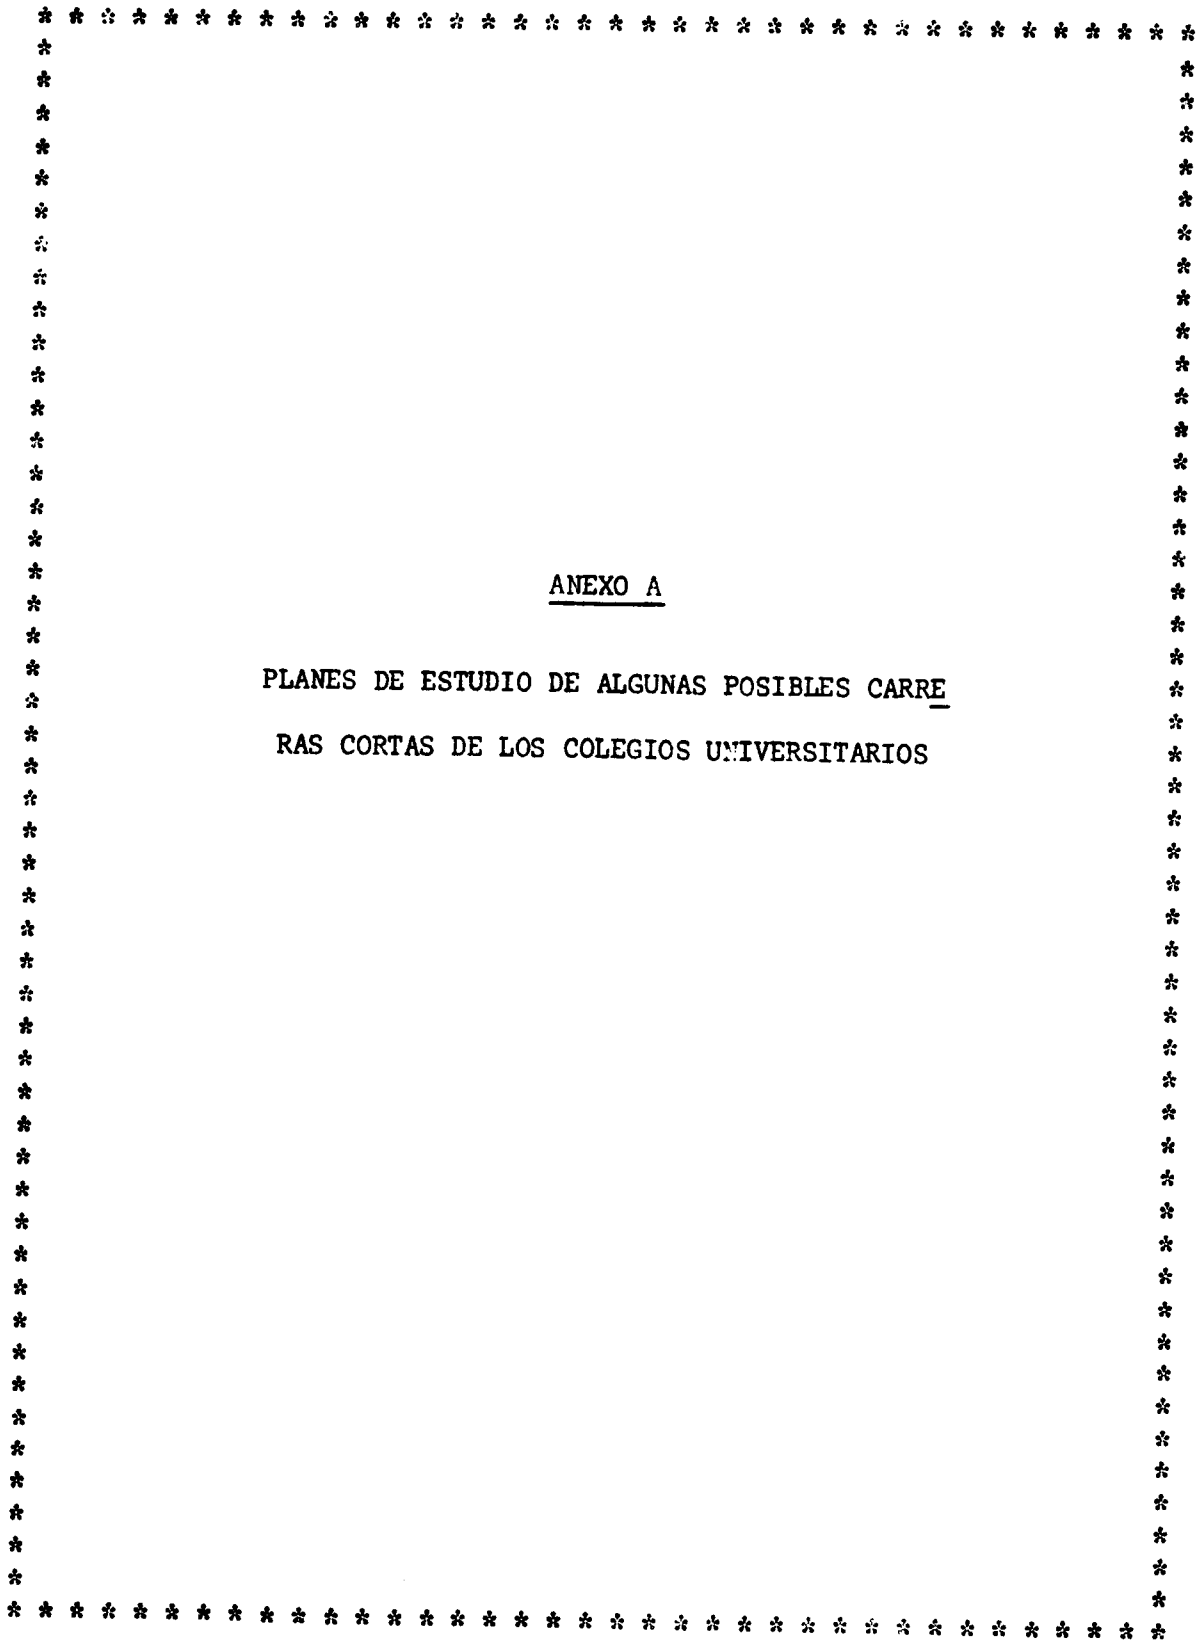 ANEXO A
PLANES DE ESTUDIO DE ALGUNAS POSIBLES CARRE
RAS CORTAS DE LOS COLEGIOS UNIVERSITARIOS